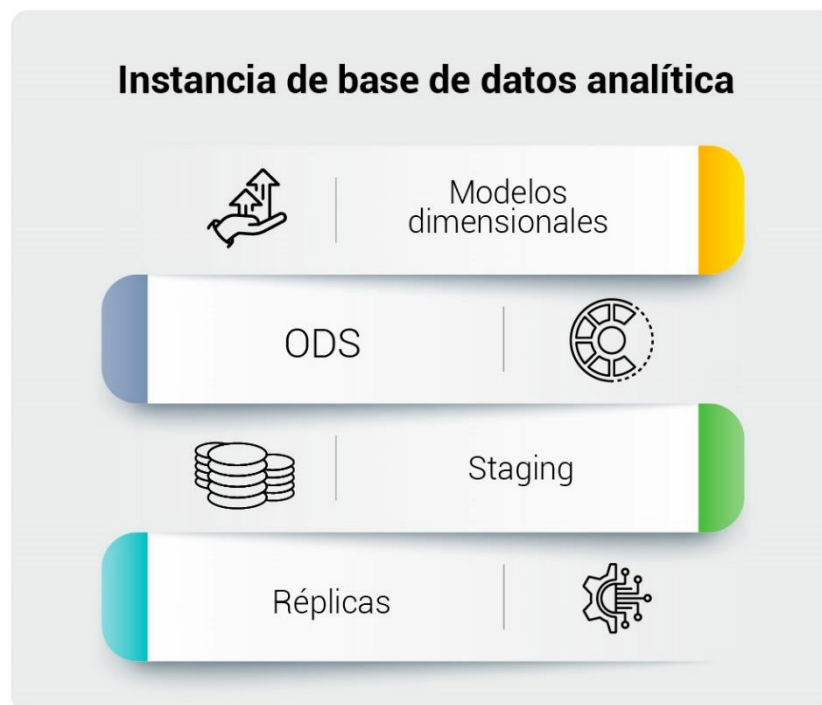 Instancia de base de datos analítica
Modelos
dimensionales
ODS
Staging
Réplicas